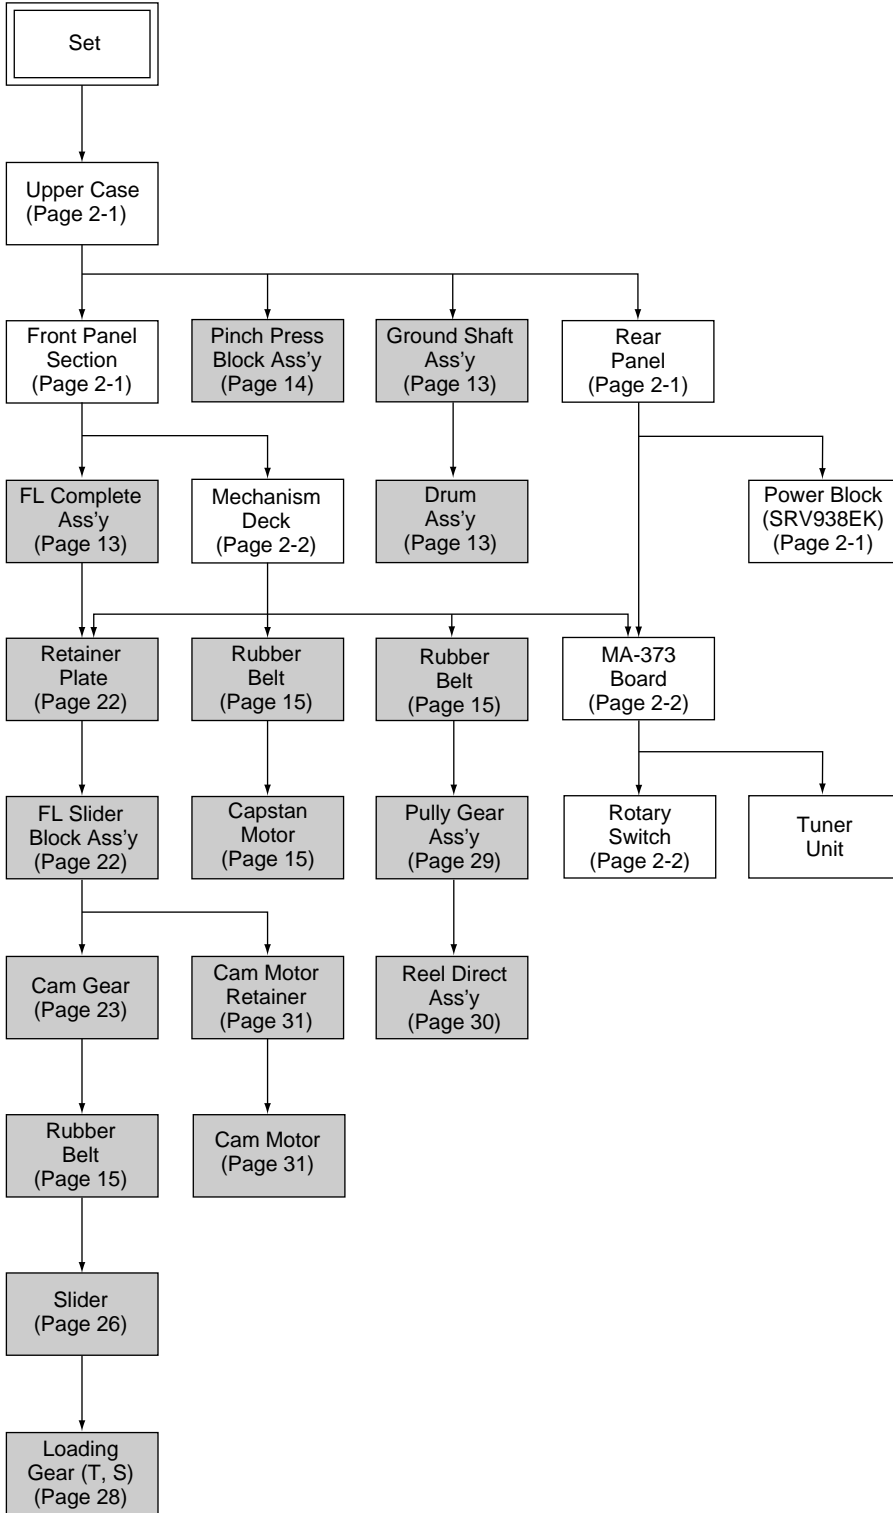 Set
Upper Case
(Page 2-1)
Front Panel
Section
(Page 2-1)
Pinch Press
Block Ass'y
(Page 14)
Ground Shaft
Ass'y
(Page 13)
Rear
Panel
(Page 2-1)
FL Complete
Ass'y
(Page 13)
Mechanism
Deck
(Page 2-2)
Drum
Ass'y
(Page 13)
Power Block
(SRV938EK)
(Page 2-1)
Retainer
Plate
(Page 22)
Rubber
Belt
(Page 15)
Rubber
Belt
(Page 15)
MA-373
Board
(Page 2-2)
FL Slider
Block Ass'y
(Page 22)
Capstan
Motor
(Page 15)
Pully Gear
Ass'y
(Page 29)
Rotary
Switch
(Page 2-2)
Tuner
Unit
Cam Gear
(Page 23)
Cam Motor
Retainer
(Page 31)
Reel Direct
Ass'y
(Page 30)
Rubber
Belt
(Page 15)
Cam Motor
(Page 31)
Slider
(Page 26)
Loading
Gear (T, S)
(Page 28)